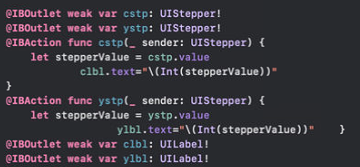 @IBOutlet weak var cstp: UIStepper!
@IBOutlet weak var ystp: UIStepper!
@IBAction func cstp(_ sender: UIStepper) {
    let stepperValue = cstp.value
            clbl.text="\(Int(stepperValue))"
}
@IBAction func ystp(_ sender: UIStepper) {
    let stepperValue = ystp.value
                ylbl.text="\(Int(stepperValue))"    }
@IBOutlet weak var clbl: UILabel!
@IBOutlet weak var ylbl: UILabel!